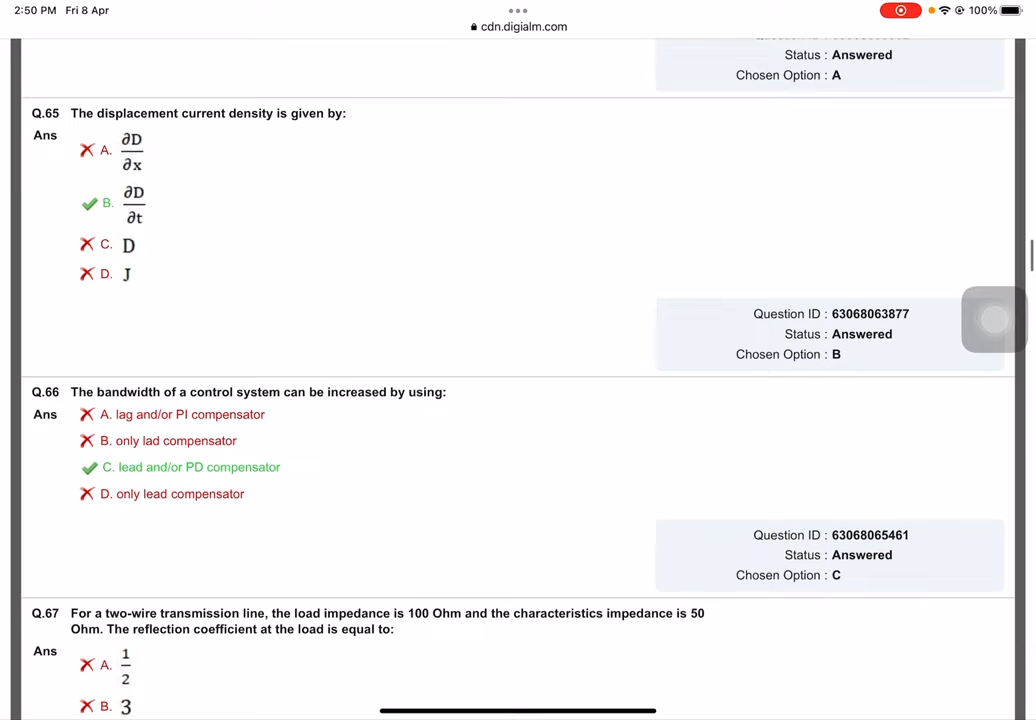 2:50 PM Fri 8 Apr
100%
cdn.digialm.com
Status : Answered
Chosen Option : A
Q.65 The displacement current density is given by:
Ans
A. ∂D/∂x
B. ∂D/∂t
C. D
D. J
Question ID : 63068063877
Status : Answered
Chosen Option : B
Q.66 The bandwidth of a control system can be increased by using:
Ans
A. lag and/or PI compensator
B. only lad compensator
C. lead and/or PD compensator
D. only lead compensator
Question ID : 63068065461
Status : Answered
Chosen Option : C
Q.67 For a two-wire transmission line, the load impedance is 100 Ohm and the characteristics impedance is 50
Ohm. The reflection coefficient at the load is equal to:
Ans
A. 1/2
B. 3